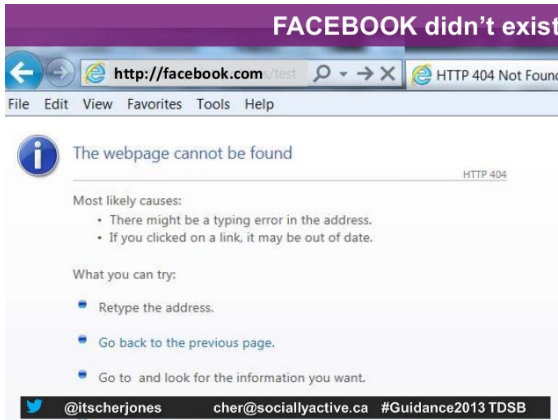 FACEBOOK didn't exist
http://facebook.com/test
HTTP 404 Not Found
File Edit View Favorites Tools Help
The webpage cannot be found
HTTP 404
Most likely causes:
• There might be a typing error in the address.
• If you clicked on a link, it may be out of date.
What you can try:
Retype the address.
Go back to the previous page.
Go to and look for the information you want.
@itscherjones cher@sociallyactive.ca #Guidance2013 TDSB